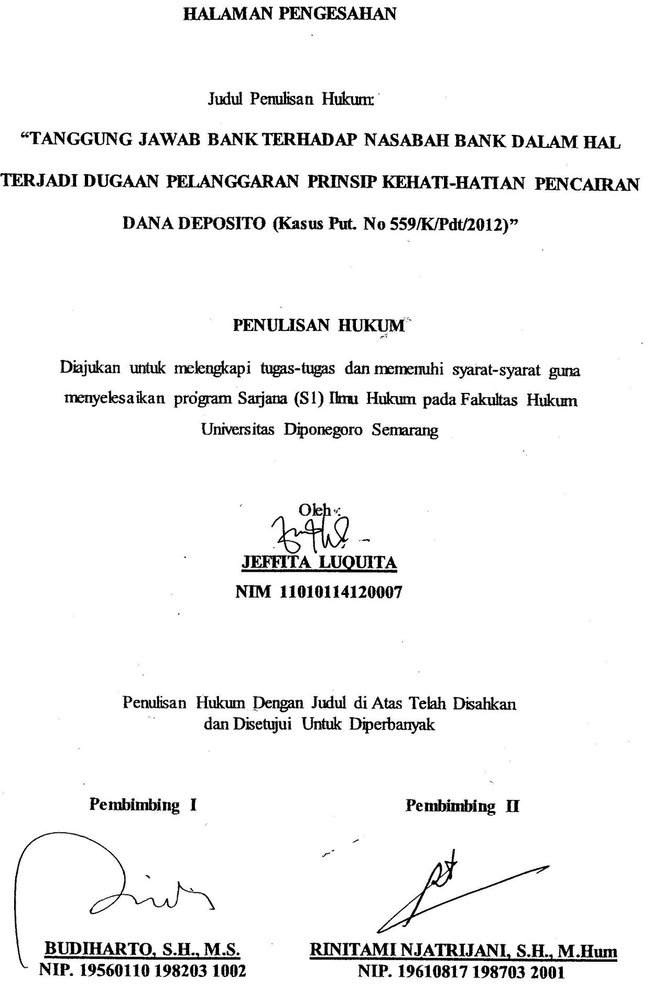 HALAMAN PENGESAHAN
Judul Penulisan Hukum:
“TANGGUNG JAWAB BANK TERHADAP NASABAH BANK DALAM HAL
TERJADI DUGAAN PELANGGARAN PRINSIP KEHATI-HATIAN PENCAIRAN
DANA DEPOSITO (Kasus Put. No 559/K/Pdt/2012)”
PENULISAN HUKUM
Diajukan untuk melengkapi tugas-tugas dan memenuhi syarat-syarat guna
menyelesaikan program Sarjana (S1) Ilmu Hukum pada Fakultas Hukum
Universitas Diponegoro Semarang
Oleh :
JEFFITA LUQUITA
NIM 11010114120007
Penulisan Hukum Dengan Judul di Atas Telah Disahkan
dan Disetujui Untuk Diperbanyak
Pembimbing I
Pembimbing II
BUDIHARTO, S.H., M.S.
NIP. 19560110 198203 1002
RINITAMI NJATRIJANI, S.H., M.Hum
NIP. 19610817 198703 2001